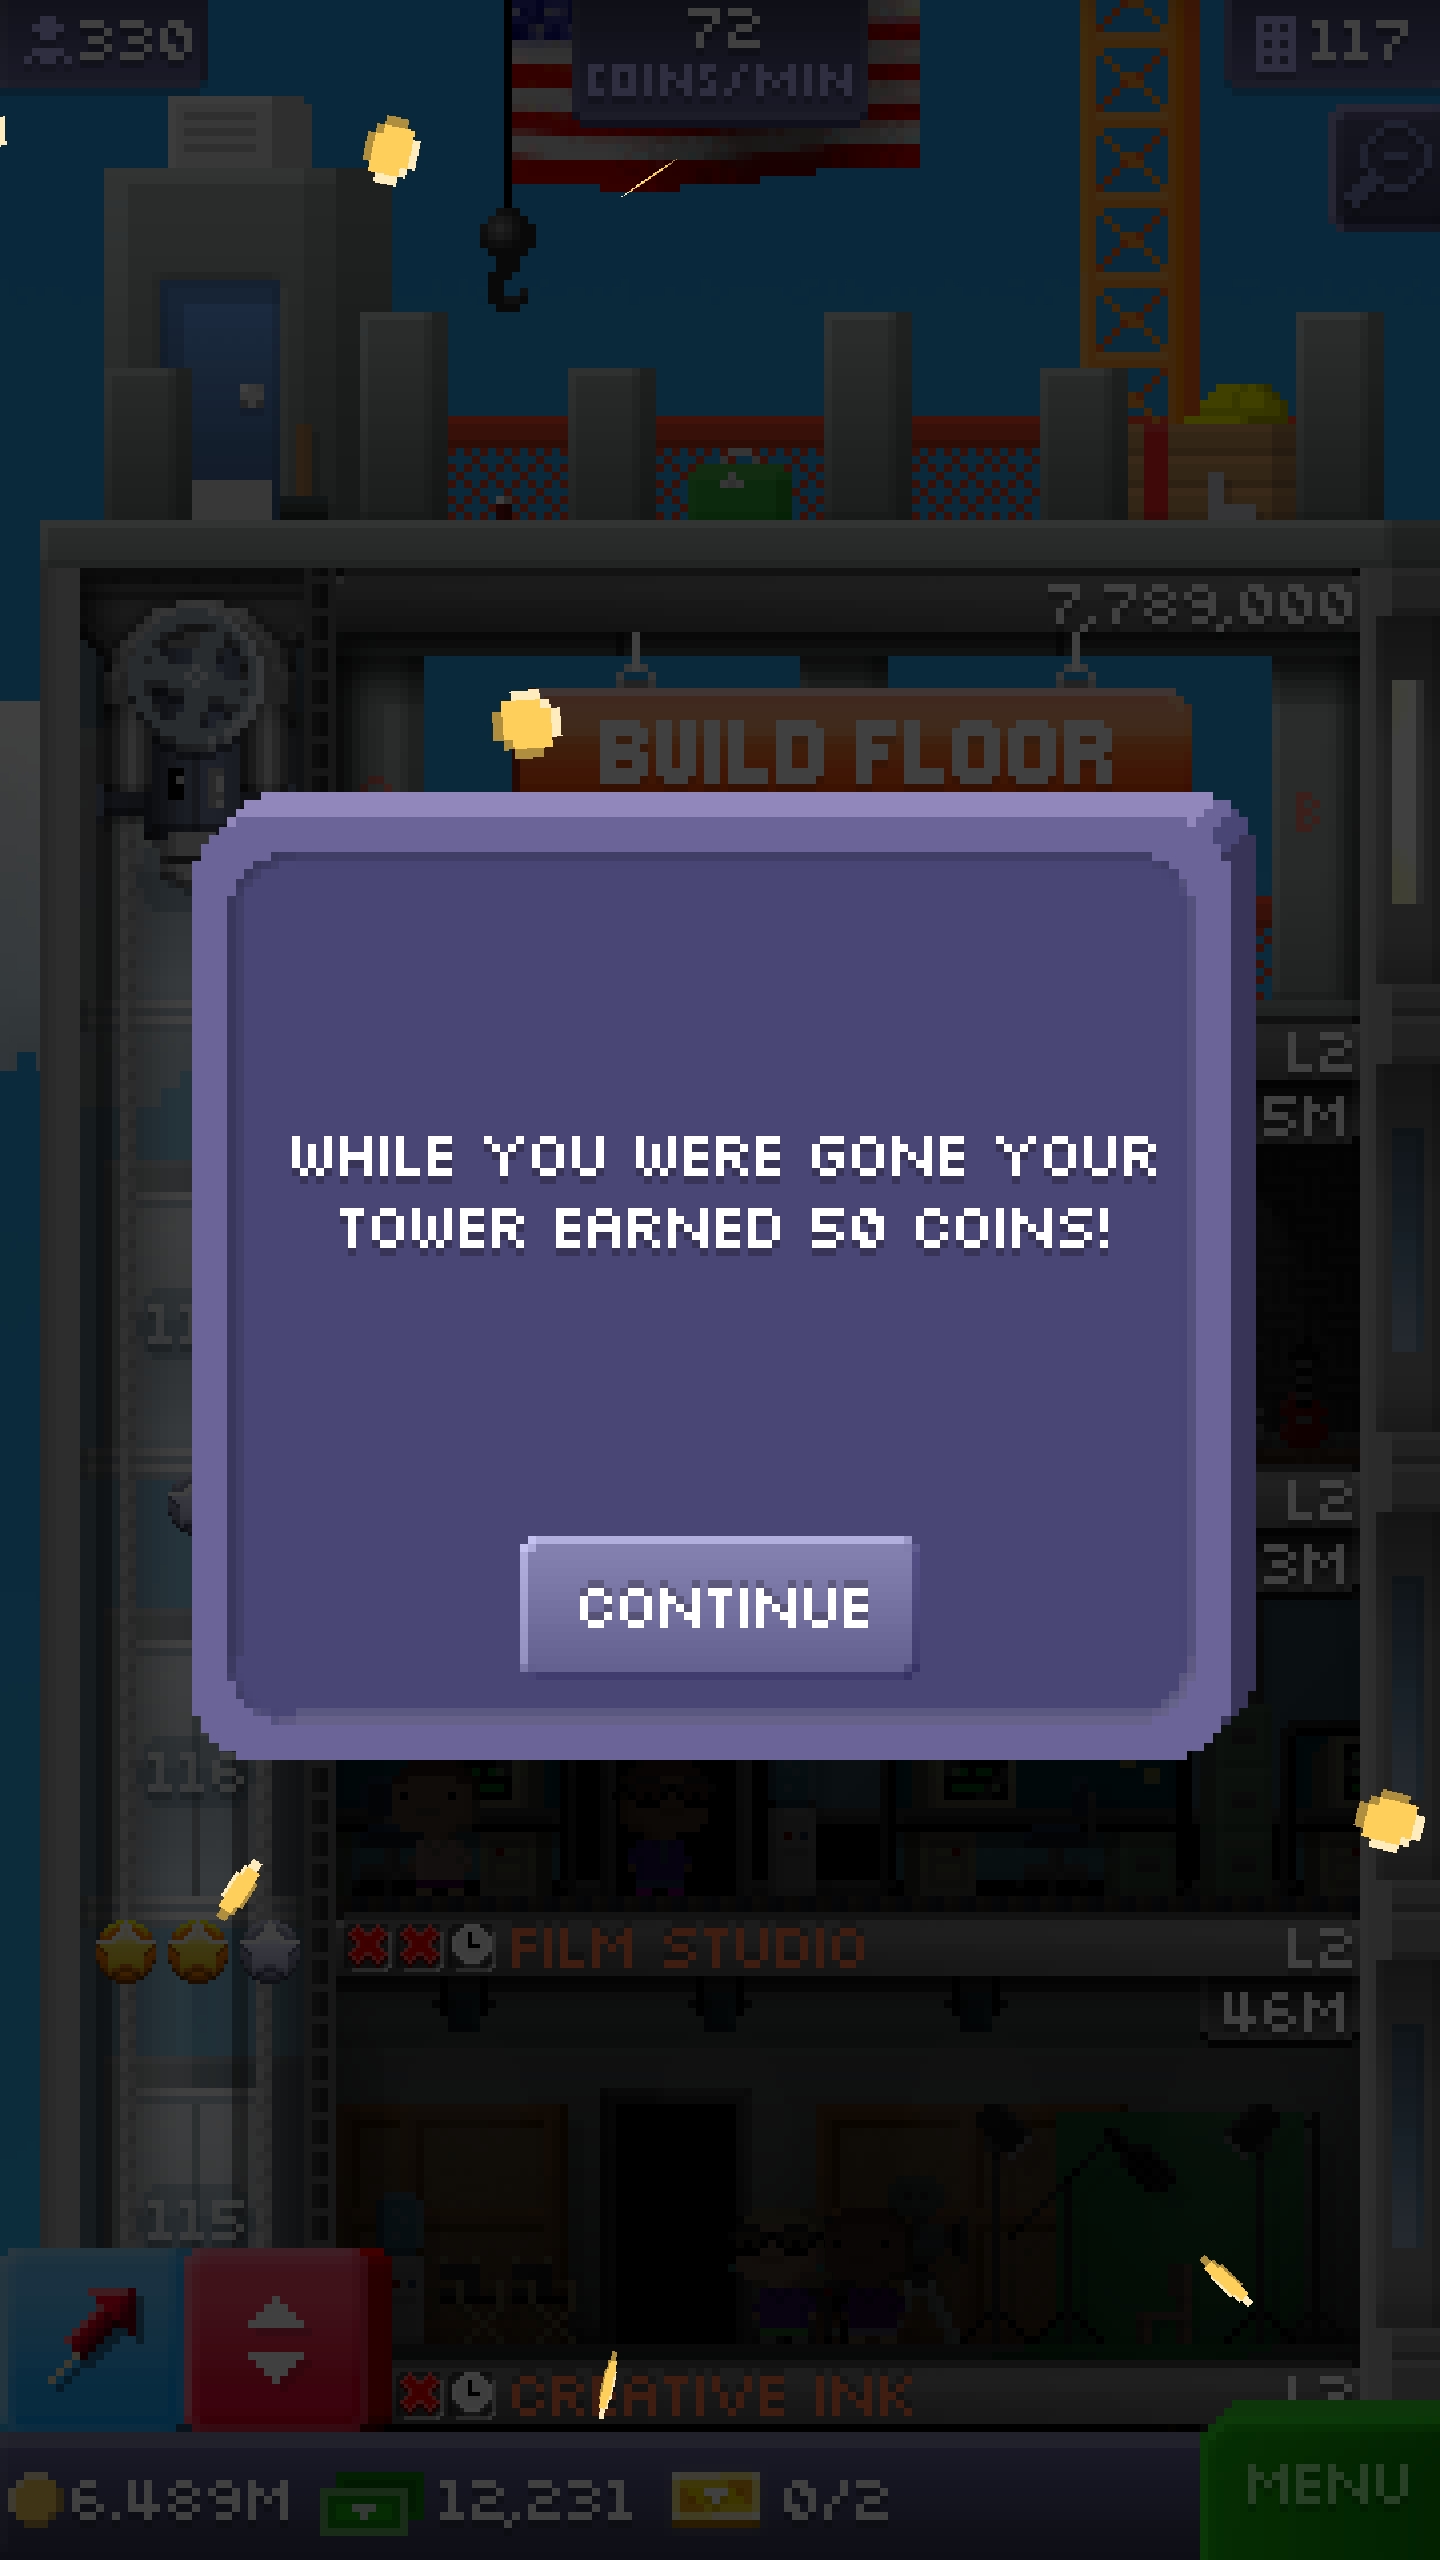 330
72
COINS/MIN
117
7,789,000
BUILD FLOOR
B
L2
5M
WHILE YOU WERE GONE YOUR
TOWER EARNED 50 COINS!
L2
3M
CONTINUE
116
FILM STUDIO
L2
46M
115
CREATIVE INK
6.489M
12,231
0/2
MENU